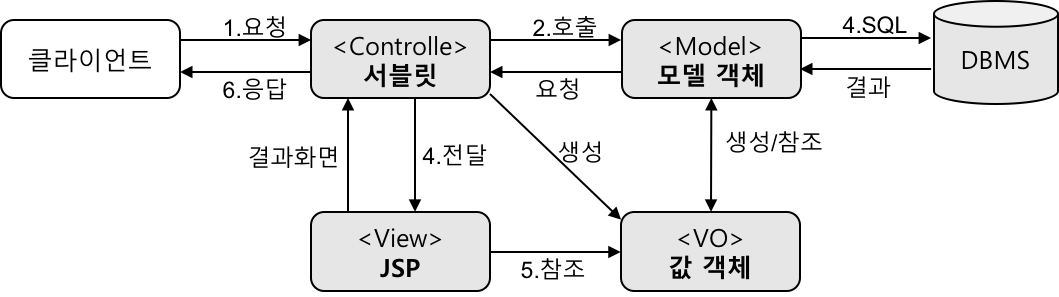 클라이언트
1.요청
6.응답
<Controlle>
서블릿
2.호출
요청
<Model>
모델 객체
4.SQL
결과
DBMS
결과화면
4.전달
생성
생성/참조
<View>
JSP
5.참조
<VO>
값 객체